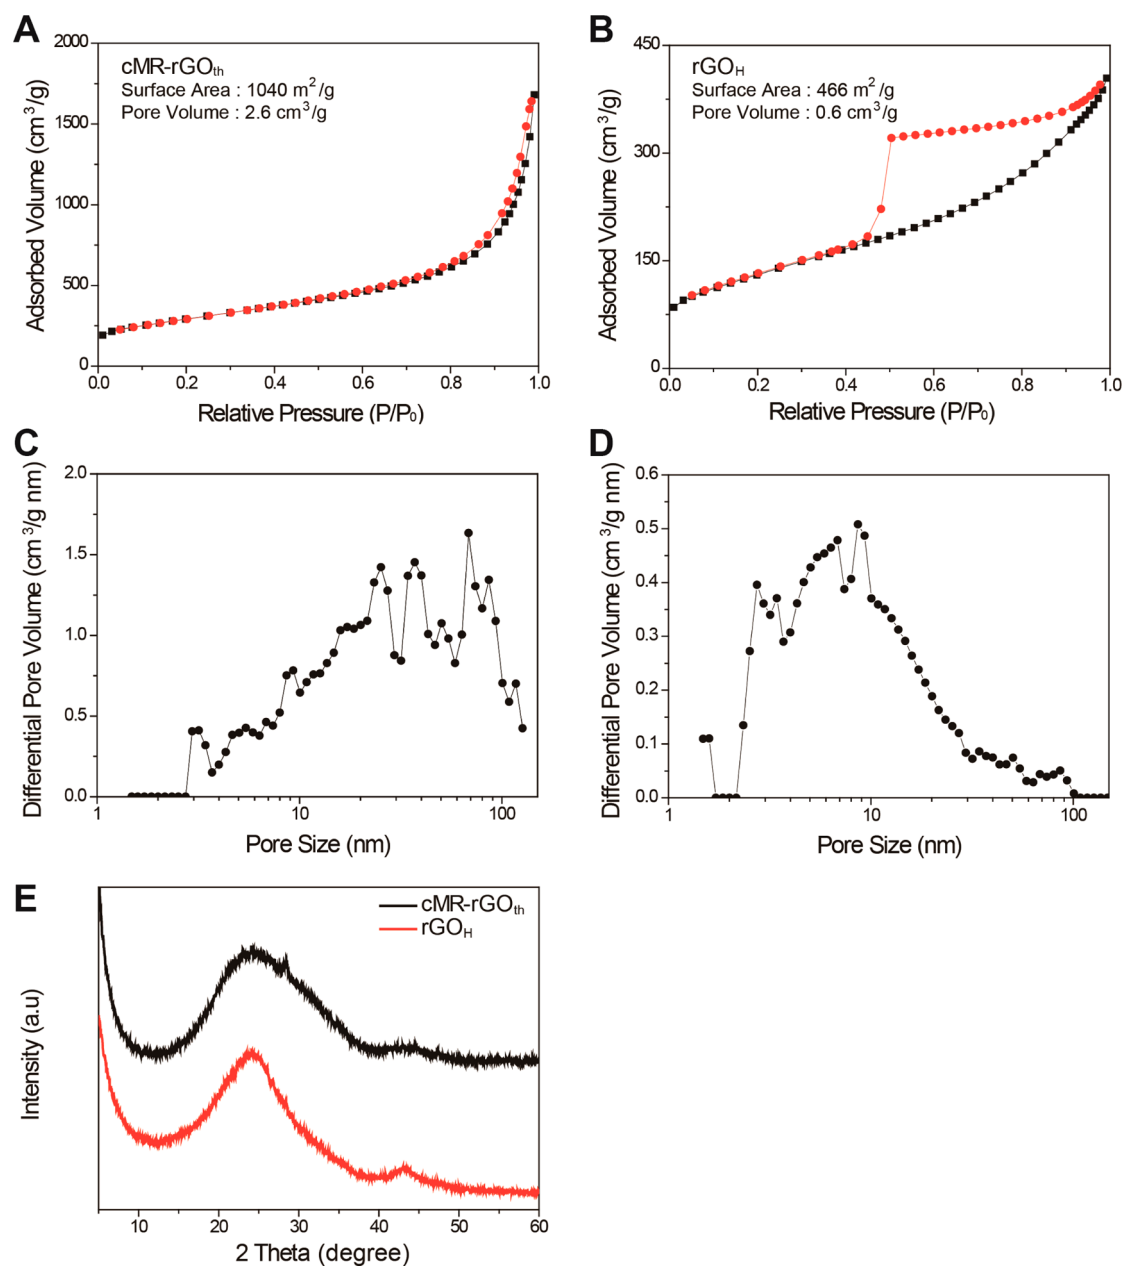 A
cMR-rGOth
Surface Area : 1040 m2/g
Pore Volume : 2.6 cm3/g
Adsorbed Volume (cm3/g)
2000
1500
1000
500
0
0.0 0.2 0.4 0.6 0.8 1.0
Relative Pressure (P/P0)
B
rGOH
Surface Area : 466 m2/g
Pore Volume : 0.6 cm3/g
Adsorbed Volume (cm3/g)
450
300
150
0
0.0 0.2 0.4 0.6 0.8 1.0
Relative Pressure (P/P0)
C
Differential Pore Volume (cm3/g nm)
2.0
1.5
1.0
0.5
0.0
1 10 100
Pore Size (nm)
D
Differential Pore Volume (cm3/g nm)
0.6
0.5
0.4
0.3
0.2
0.1
0.0
1 10 100
Pore Size (nm)
E
cMR-rGOth
rGOH
Intensity (a.u)
10 20 30 40 50 60
2 Theta (degree)